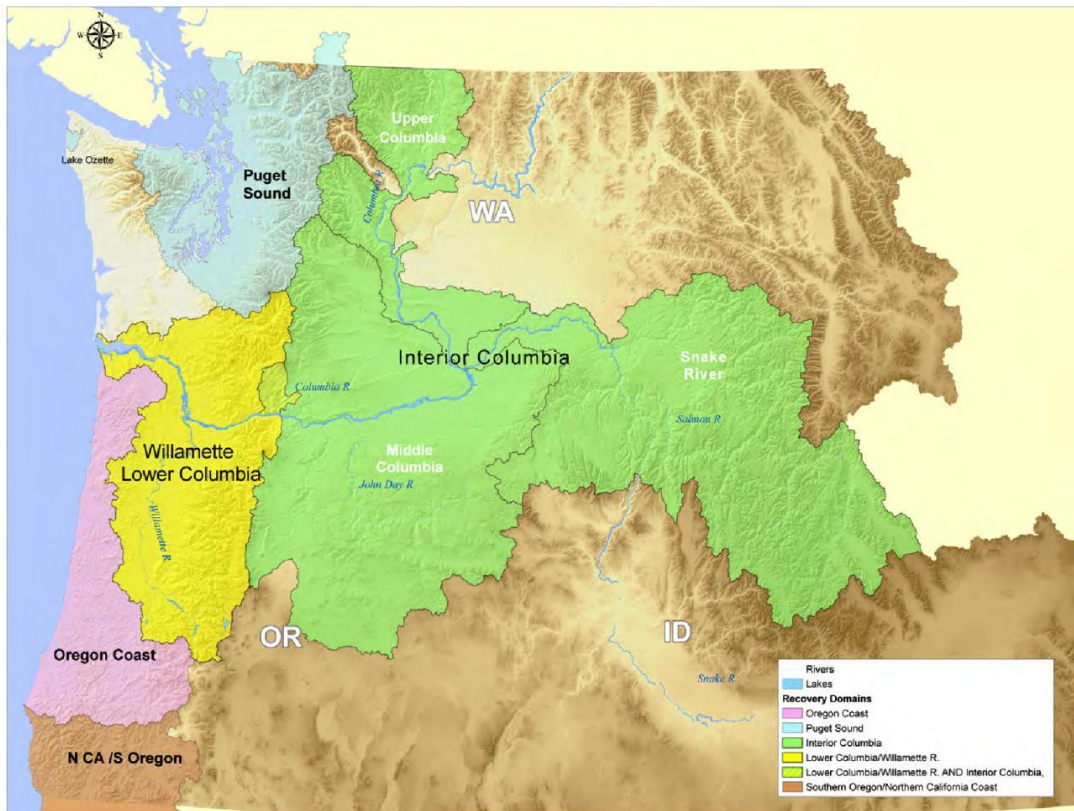 N
W
E
S
Upper
Columbia
Lake Ozette
Puget
Sound
Columbia R
WA
Interior Columbia
Snake
River
Columbia R
Salmon R
Willamette
Lower Columbia
Middle
Columbia
John Day R
Willamette R
OR
ID
Oregon Coast
Snake R
N CA /S Oregon
Rivers
Lakes
Recovery Domains
Oregon Coast
Puget Sound
Interior Columbia
Lower Columbia/Willamette R.
Lower Columbia/Willamette R. AND Interior Columbia,
Southern Oregon/Northern California Coast